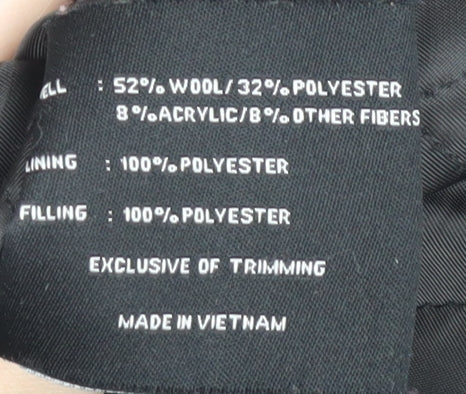 ELL : 52% WOOL/32% POLYESTER
8% ACRYLIC/8% OTHER FIBERS
LINING : 100% POLYESTER
FILLING : 100% POLYESTER
EXCLUSIVE OF TRIMMING
MADE IN VIETNAM